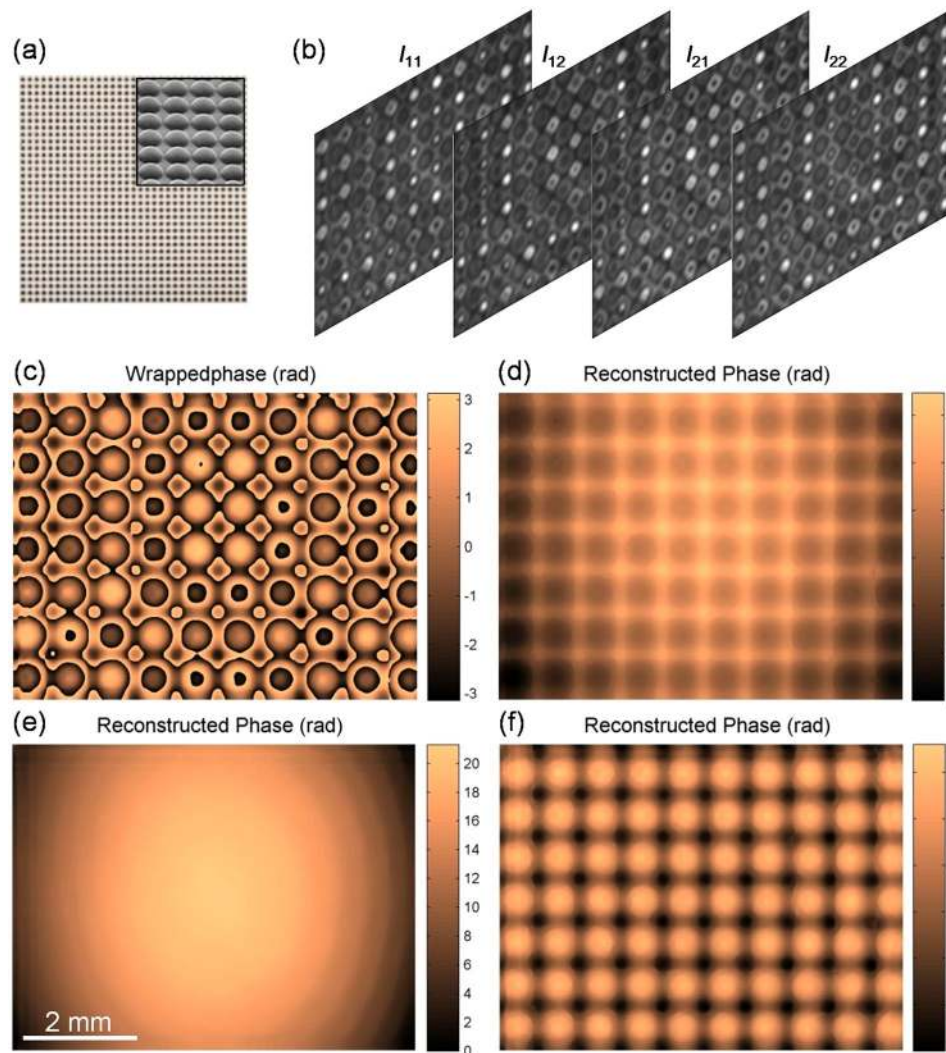 (a)
(b)
I11
I12
I21
I22
(c)
Wrappedphase (rad)
3
2
1
0
-1
-2
-3
(d)
Reconstructed Phase (rad)
(e)
Reconstructed Phase (rad)
20
18
16
14
12
10
8
6
4
2
0
2 mm
(f)
Reconstructed Phase (rad)